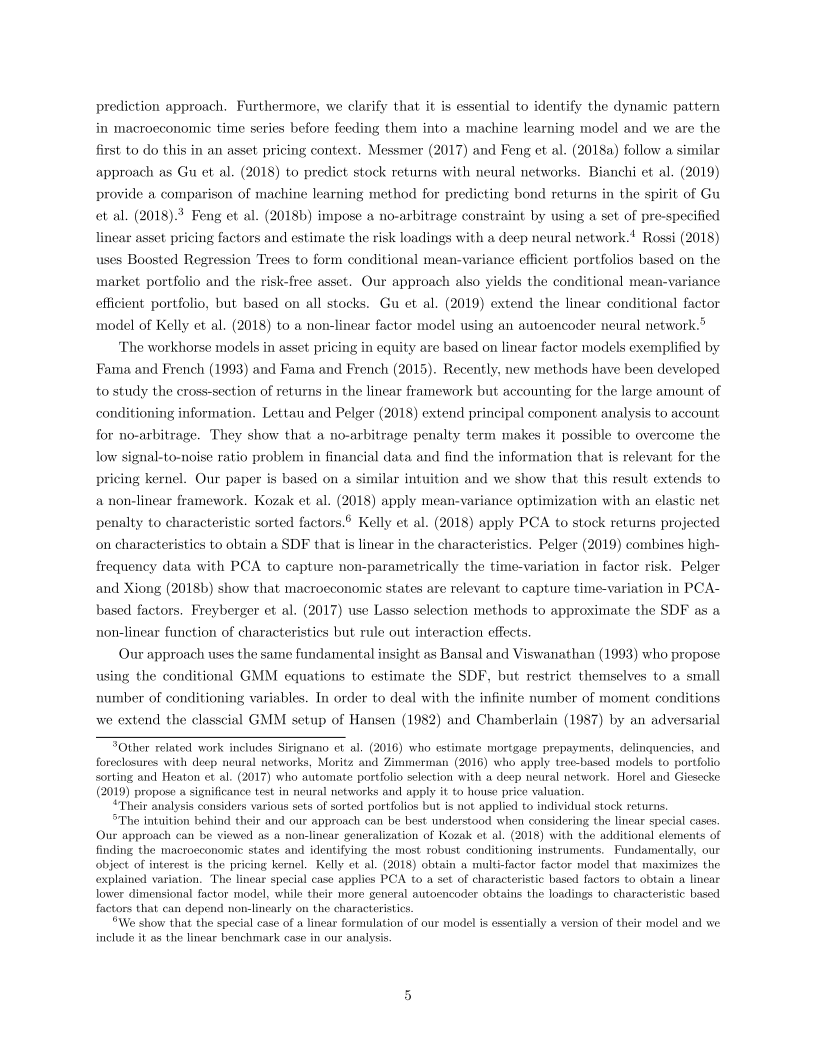 prediction approach. Furthermore, we clarify that it is essential to identify the dynamic pattern
in macroeconomic time series before feeding them into a machine learning model and we are the
first to do this in an asset pricing context. Messmer (2017) and Feng et al. (2018a) follow a similar
approach as Gu et al. (2018) to predict stock returns with neural networks. Bianchi et al. (2019)
provide a comparison of machine learning method for predicting bond returns in the spirit of Gu
et al. (2018).3 Feng et al. (2018b) impose a no-arbitrage constraint by using a set of pre-specified
linear asset pricing factors and estimate the risk loadings with a deep neural network.4 Rossi (2018)
uses Boosted Regression Trees to form conditional mean-variance efficient portfolios based on the
market portfolio and the risk-free asset. Our approach also yields the conditional mean-variance
efficient portfolio, but based on all stocks. Gu et al. (2019) extend the linear conditional factor
model of Kelly et al. (2018) to a non-linear factor model using an autoencoder neural network.5
The workhorse models in asset pricing in equity are based on linear factor models exemplified by
Fama and French (1993) and Fama and French (2015). Recently, new methods have been developed
to study the cross-section of returns in the linear framework but accounting for the large amount of
conditioning information. Lettau and Pelger (2018) extend principal component analysis to account
for no-arbitrage. They show that a no-arbitrage penalty term makes it possible to overcome the
low signal-to-noise ratio problem in financial data and find the information that is relevant for the
pricing kernel. Our paper is based on a similar intuition and we show that this result extends to
a non-linear framework. Kozak et al. (2018) apply mean-variance optimization with an elastic net
penalty to characteristic sorted factors.6 Kelly et al. (2018) apply PCA to stock returns projected
on characteristics to obtain a SDF that is linear in the characteristics. Pelger (2019) combines high-
frequency data with PCA to capture non-parametrically the time-variation in factor risk. Pelger
and Xiong (2018b) show that macroeconomic states are relevant to capture time-variation in PCA-
based factors. Freyberger et al. (2017) use Lasso selection methods to approximate the SDF as a
non-linear function of characteristics but rule out interaction effects.
Our approach uses the same fundamental insight as Bansal and Viswanathan (1993) who propose
using the conditional GMM equations to estimate the SDF, but restrict themselves to a small
number of conditioning variables. In order to deal with the infinite number of moment conditions
we extend the classcial GMM setup of Hansen (1982) and Chamberlain (1987) by an adversarial
3Other related work includes Sirignano et al. (2016) who estimate mortgage prepayments, delinquencies, and
foreclosures with deep neural networks, Moritz and Zimmerman (2016) who apply tree-based models to portfolio
sorting and Heaton et al. (2017) who automate portfolio selection with a deep neural network. Horel and Giesecke
(2019) propose a significance test in neural networks and apply it to house price valuation.
4Their analysis considers various sets of sorted portfolios but is not applied to individual stock returns.
5The intuition behind their and our approach can be best understood when considering the linear special cases.
Our approach can be viewed as a non-linear generalization of Kozak et al. (2018) with the additional elements of
finding the macroeconomic states and identifying the most robust conditioning instruments. Fundamentally, our
object of interest is the pricing kernel. Kelly et al. (2018) obtain a multi-factor factor model that maximizes the
explained variation. The linear special case applies PCA to a set of characteristic based factors to obtain a linear
lower dimensional factor model, while their more general autoencoder obtains the loadings to characteristic based
factors that can depend non-linearly on the characteristics.
6We show that the special case of a linear formulation of our model is essentially a version of their model and we
include it as the linear benchmark case in our analysis.
5